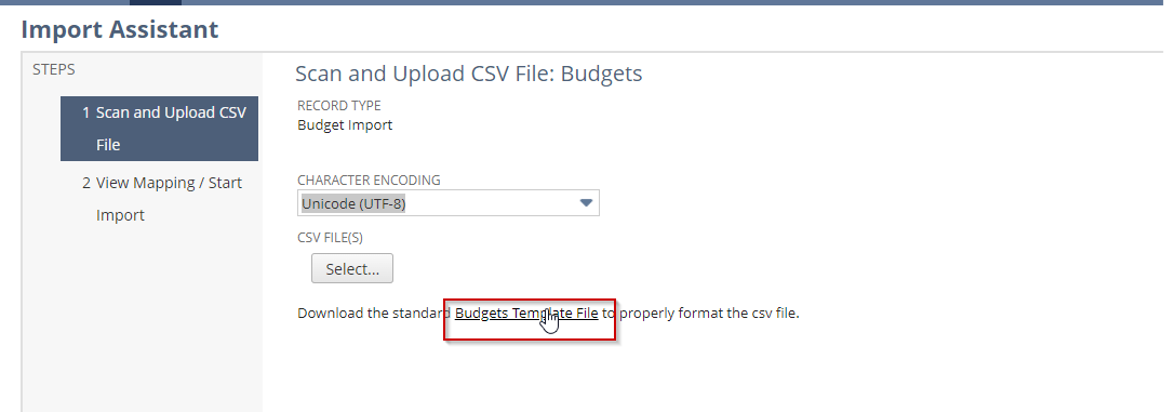 Import Assistant
STEPS
1 Scan and Upload CSV
File
2 View Mapping / Start
Import
Scan and Upload CSV File: Budgets
RECORD TYPE
Budget Import
CHARACTER ENCODING
Unicode (UTF-8)
CSV FILE(S)
Select...
Download the standard Budgets Template File to properly format the csv file.